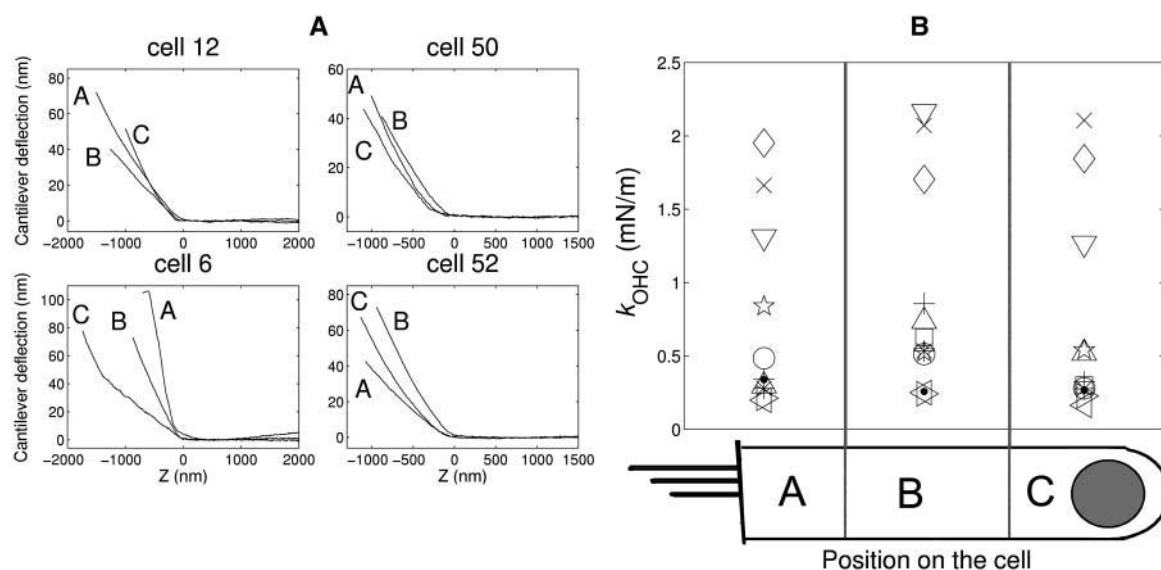 A
B
cell 12
cell 50
Cantilever deflection (nm)
80
60
40
20
0
A
C
B
−2000 −1000 0 1000 2000
60
40
20
0
A
B
C
−1000 −500 0 500 1000 1500
cell 6
cell 52
Cantilever deflection (nm)
100
80
60
40
20
0
C
B
A
−2000 −1000 0 1000 2000
Z (nm)
80
60
40
20
0
C
B
A
−1000 −500 0 500 1000 1500
Z (nm)
kOHC (mN/m)
2.5
2
1.5
1
0.5
0
A B C
Position on the cell